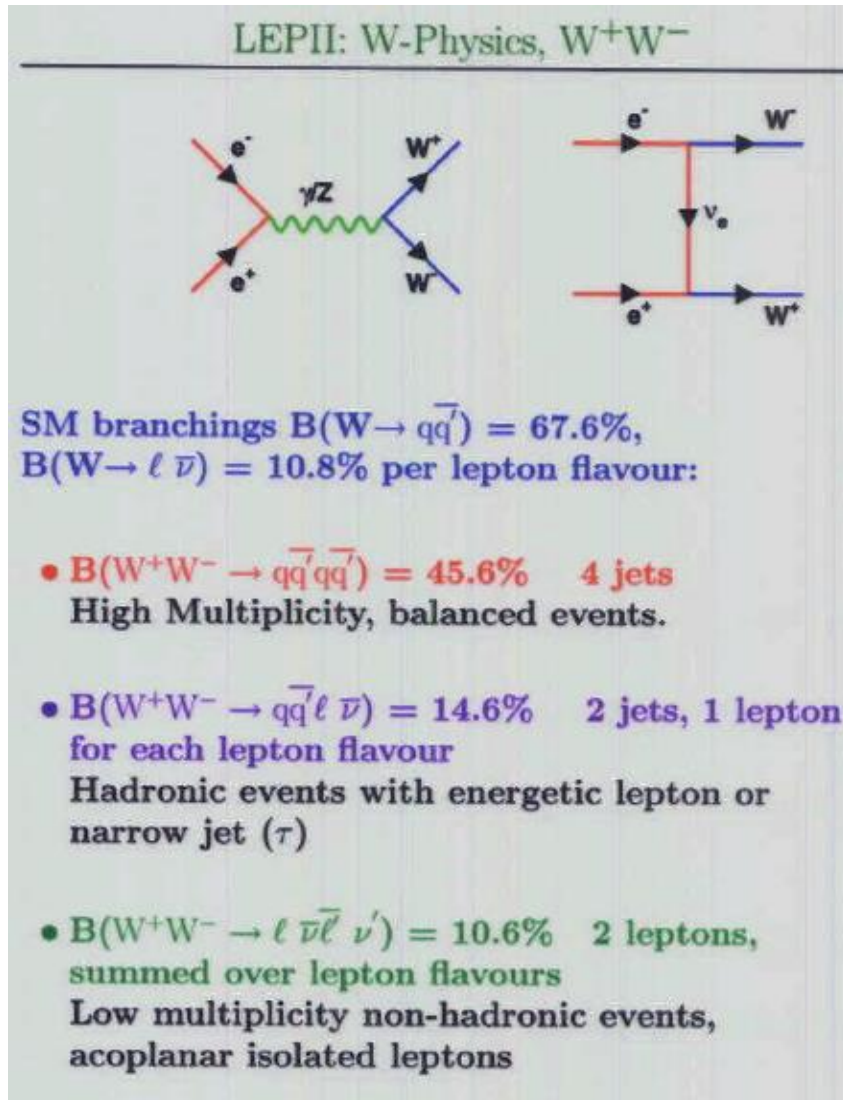 LEPII: W-Physics, W⁺W⁻
e⁻
W⁺
γ/Z
e⁺
W⁻
e⁻
W⁻
νₑ
e⁺
W⁺
SM branchings B(W→ qq̅′) = 67.6%,
B(W→ ℓ ν̅) = 10.8% per lepton flavour:
• B(W⁺W⁻ → qq̅′qq̅′) = 45.6% 4 jets
High Multiplicity, balanced events.
• B(W⁺W⁻ → qq̅′ℓ ν̅) = 14.6% 2 jets, 1 lepton
for each lepton flavour
Hadronic events with energetic lepton or
narrow jet (τ)
• B(W⁺W⁻ → ℓ ν̅ℓ̅′ ν′) = 10.6% 2 leptons,
summed over lepton flavours
Low multiplicity non-hadronic events,
acoplanar isolated leptons